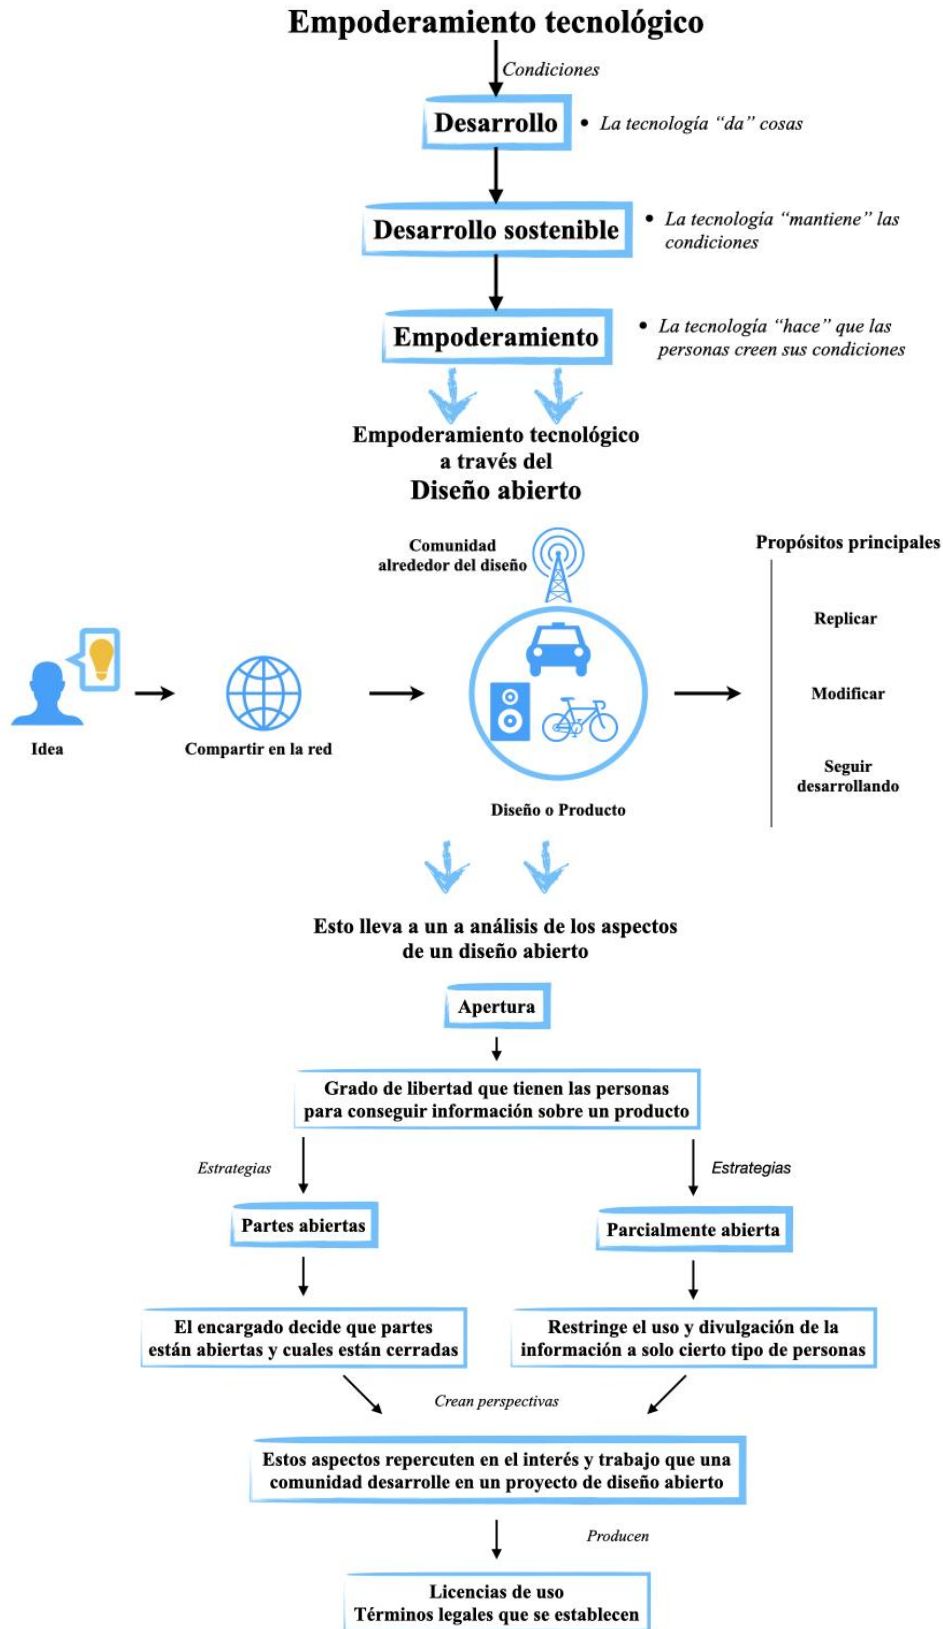 Empoderamiento tecnológico
Condiciones
Desarrollo
• La tecnología “da” cosas
Desarrollo sostenible
• La tecnología “mantiene” las
condiciones
Empoderamiento
• La tecnología “hace” que las
personas creen sus condiciones
Empoderamiento tecnológico
a través del
Diseño abierto
Comunidad
alrededor del diseño
Propósitos principales
Replicar
Modificar
Seguir
desarrollando
Idea
Compartir en la red
Diseño o Producto
Esto lleva a un a análisis de los aspectos
de un diseño abierto
Apertura
Grado de libertad que tienen las personas
para conseguir información sobre un producto
Estrategias
Estrategias
Partes abiertas
Parcialmente abierta
El encargado decide que partes
están abiertas y cuales están cerradas
Restringe el uso y divulgación de la
información a solo cierto tipo de personas
Crean perspectivas
Estos aspectos repercuten en el interés y trabajo que una
comunidad desarrolle en un proyecto de diseño abierto
Producen
Licencias de uso
Términos legales que se establecen